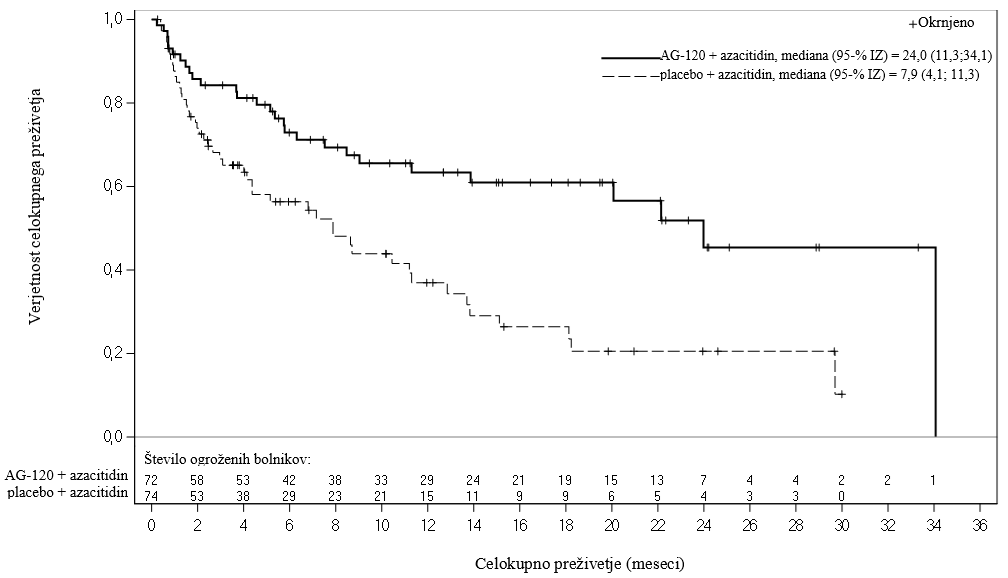 1,0
0,8
0,6
0,4
0,2
0,0
Verjetnost celokupnega preživetja
+Okrnjeno
AG-120 + azacitidin, mediana (95-% IZ) = 24,0 (11,3;34,1)
placebo + azacitidin, mediana (95-% IZ) = 7,9 (4,1; 11,3)
Število ogroženih bolnikov:
AG-120 + azacitidin 72 58 53 42 38 33 29 24 21 19 15 13 7 4 4 2 2 1
placebo + azacitidin 74 53 38 29 23 21 15 11 9 9 6 5 4 3 3 0
0 2 4 6 8 10 12 14 16 18 20 22 24 26 28 30 32 34 36
Celokupno preživetje (meseci)